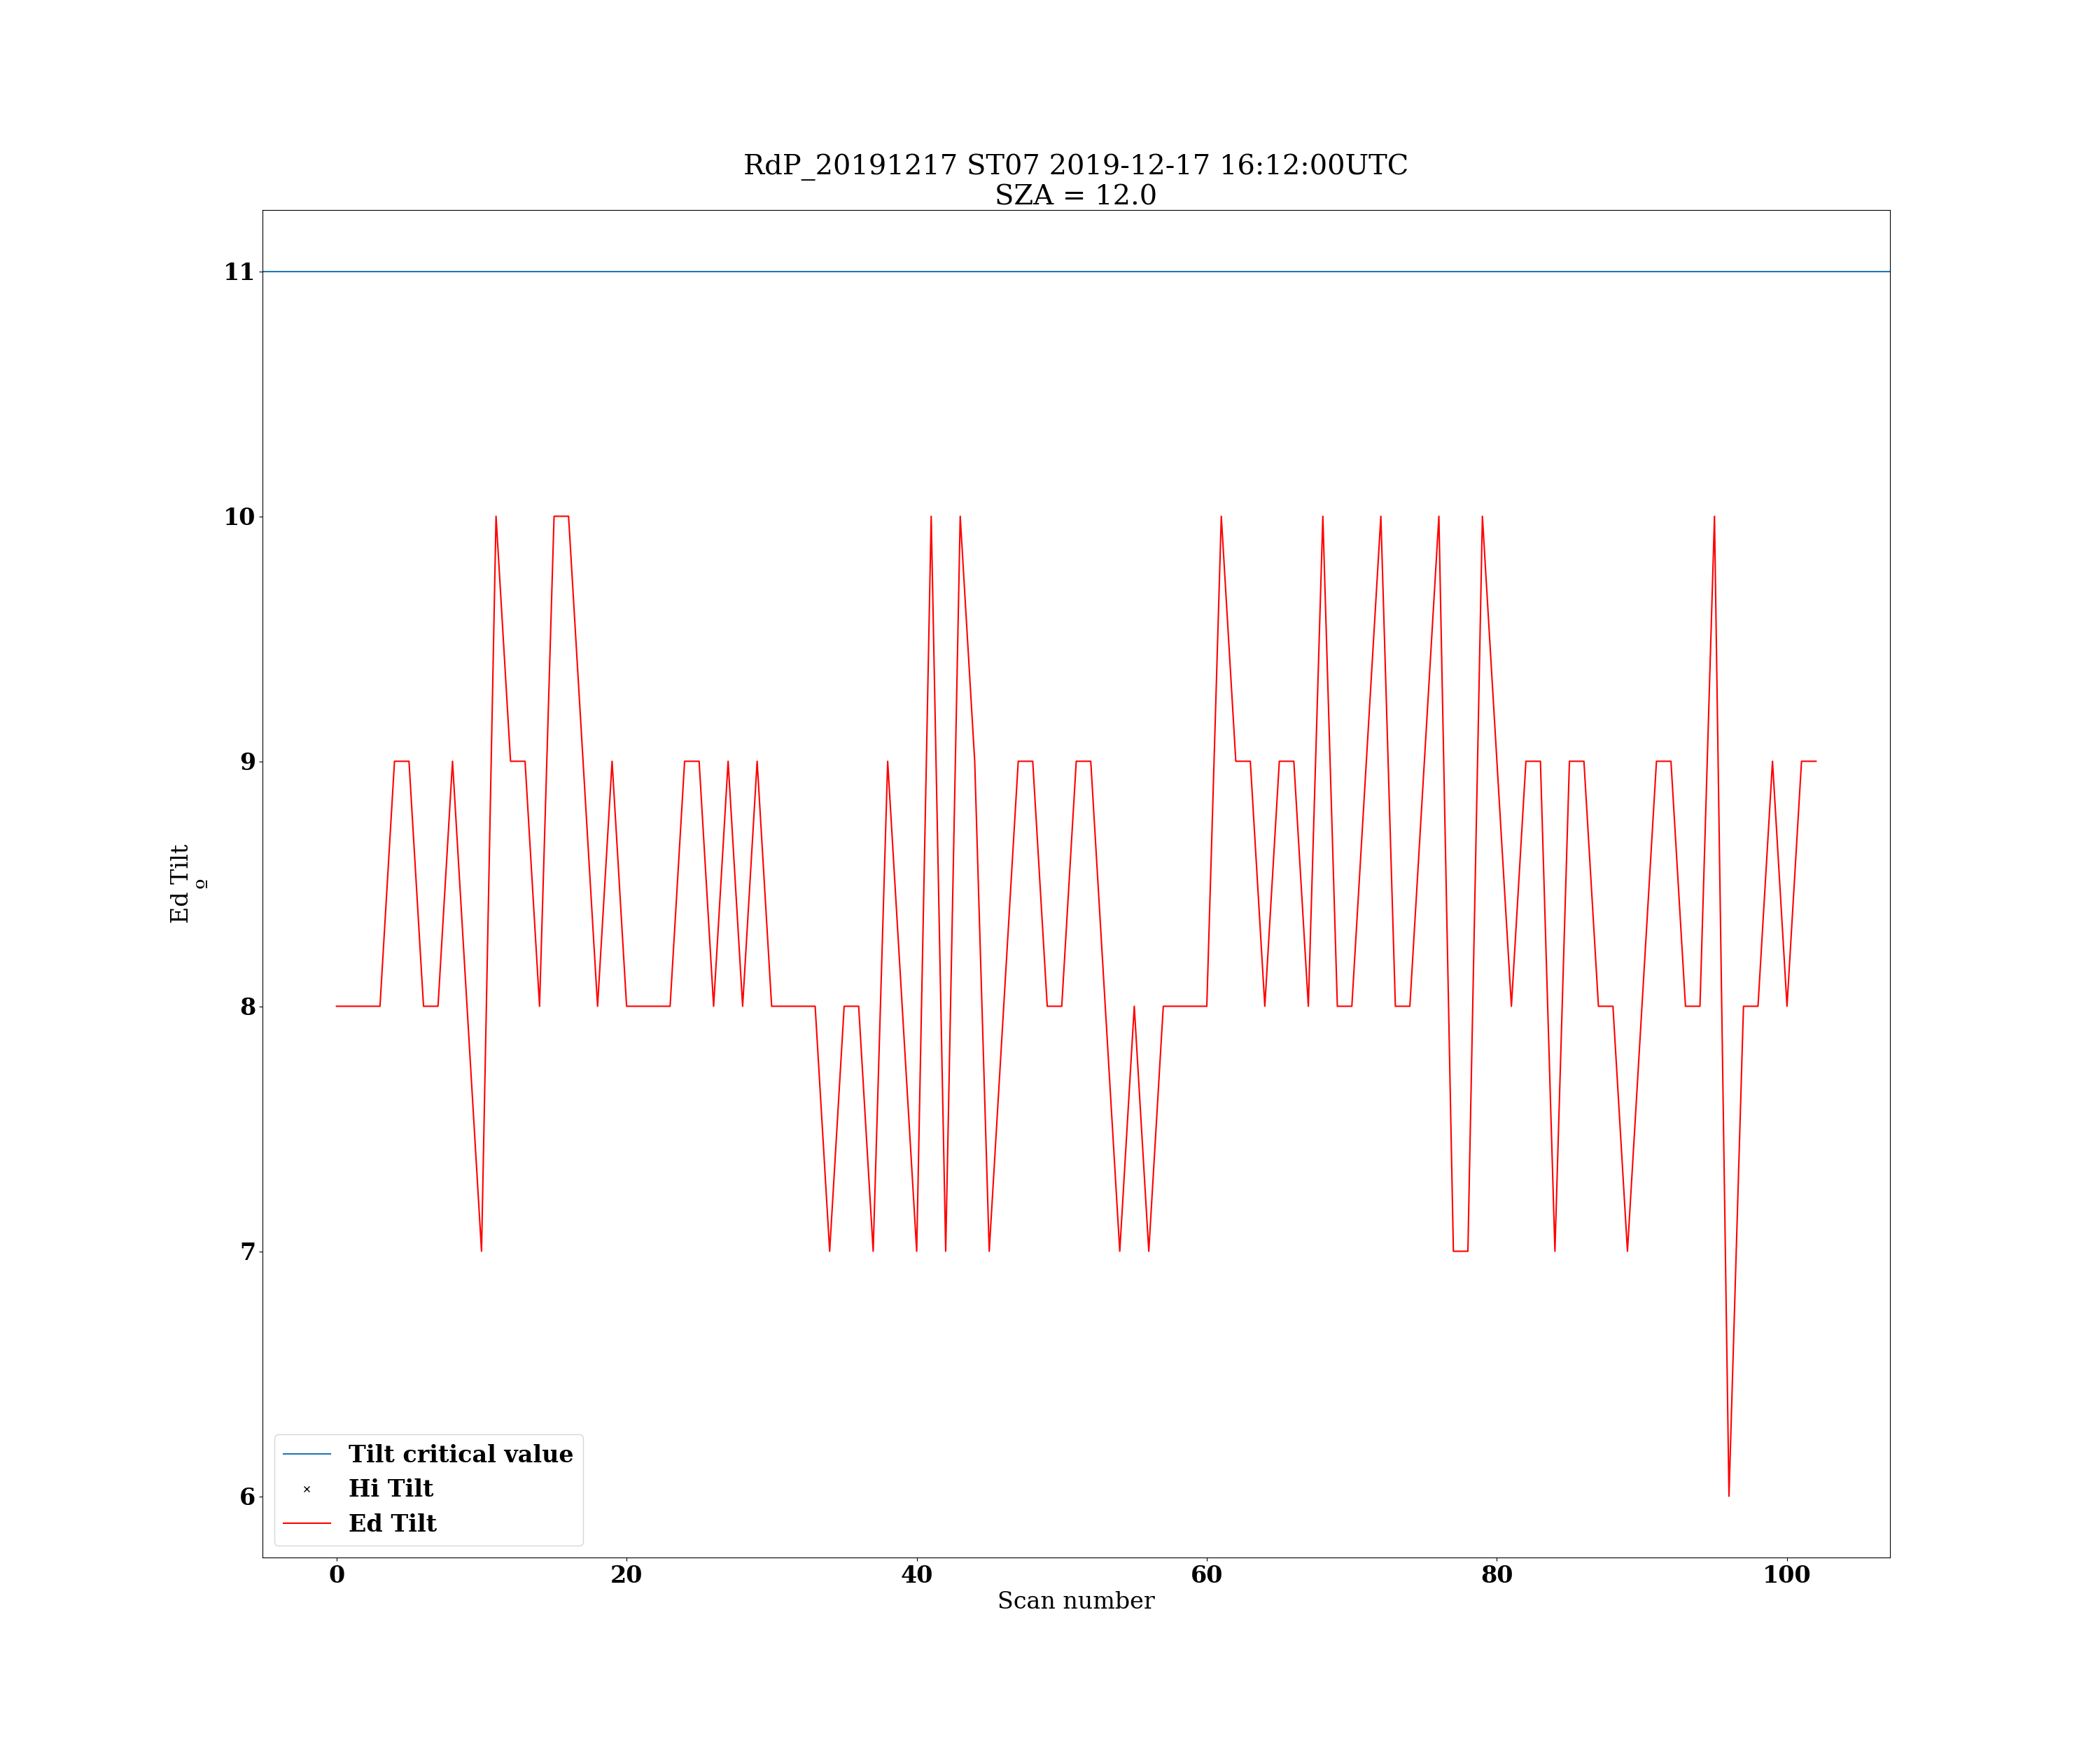 RdP_20191217 ST07 2019-12-17 16:12:00UTC
SZA = 12.0
11
10
9
8
7
6
Ed Tilt
º
Tilt critical value
Hi Tilt
Ed Tilt
0 20 40 60 80 100
Scan number